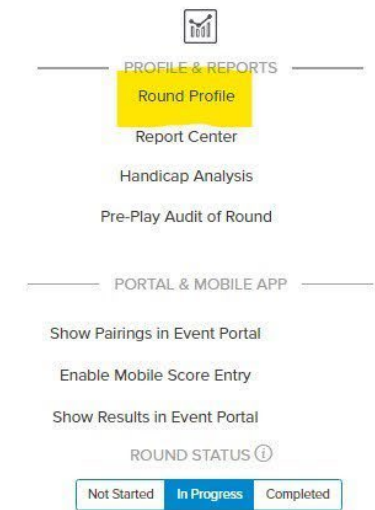 PROFILE & REPORTS
Round Profile
Report Center
Handicap Analysis
Pre-Play Audit of Round
PORTAL & MOBILE APP
Show Pairings in Event Portal
Enable Mobile Score Entry
Show Results in Event Portal
ROUND STATUS
Not Started In Progress Completed